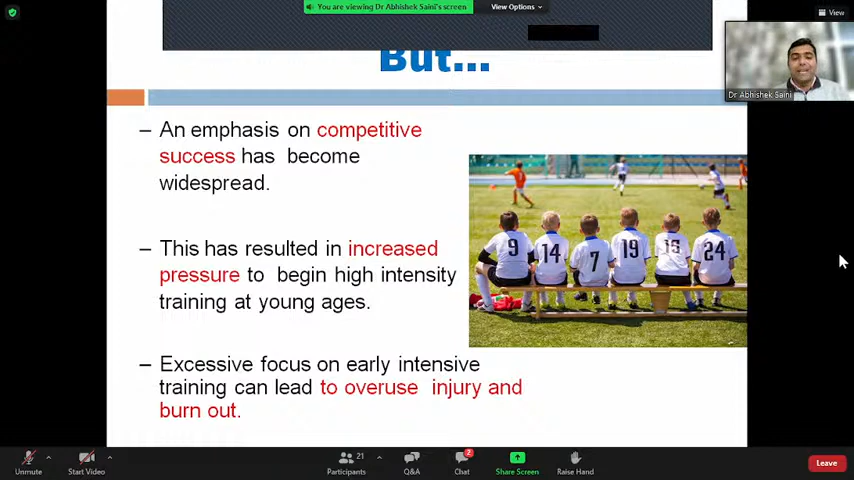 You are viewing Dr Abhishek Saini's screen
View Options
View
But...
Dr Abhishek Saini
– An emphasis on competitive
success has become
widespread.
– This has resulted in increased
pressure to begin high intensity
training at young ages.
– Excessive focus on early intensive
training can lead to overuse injury and
burn out.
9
14
7
19
16
24
Unmute
Start Video
21
Participants
Q&A
2
Chat
Share Screen
Raise Hand
Leave